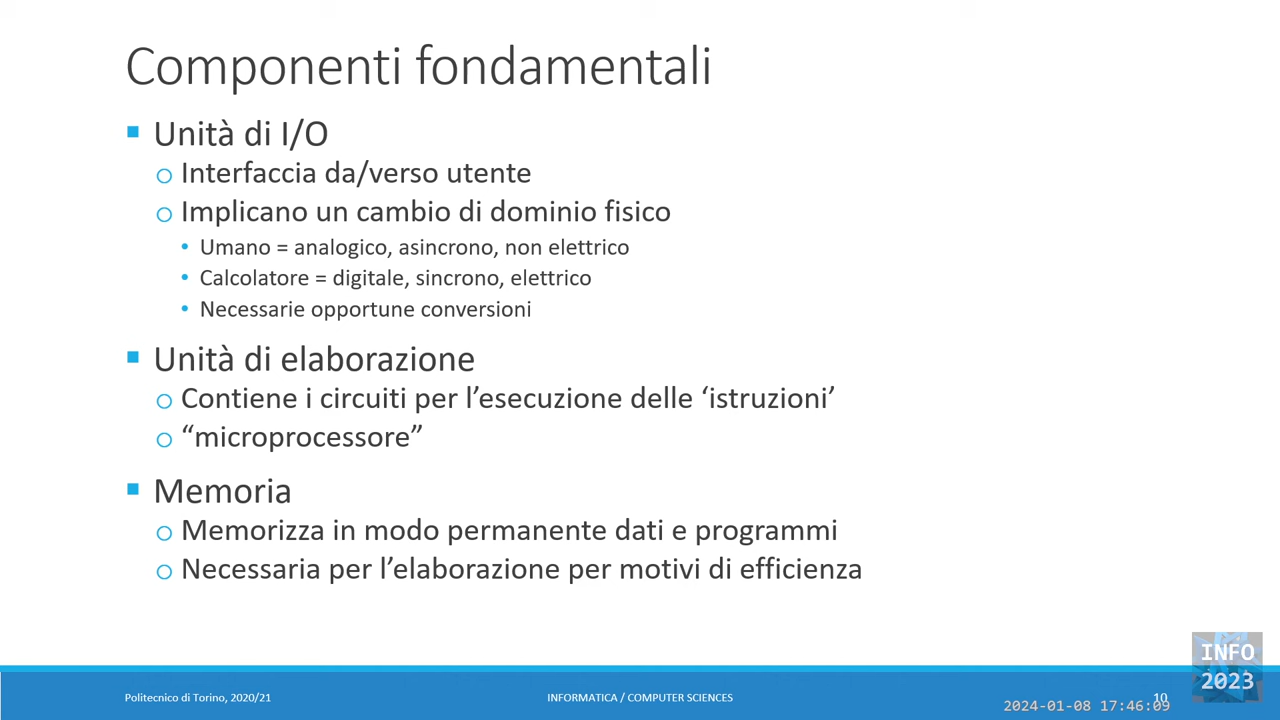 Componenti fondamentali
Unità di I/O
Interfaccia da/verso utente
Implicano un cambio di dominio fisico
Umano = analogico, asincrono, non elettrico
Calcolatore = digitale, sincrono, elettrico
Necessarie opportune conversioni
Unità di elaborazione
Contiene i circuiti per l’esecuzione delle ‘istruzioni’
“microprocessore”
Memoria
Memorizza in modo permanente dati e programmi
Necessaria per l’elaborazione per motivi di efficienza
Politecnico di Torino, 2020/21
INFORMATICA / COMPUTER SCIENCES
10
2024-01-08 17:46:09
INFO
2023